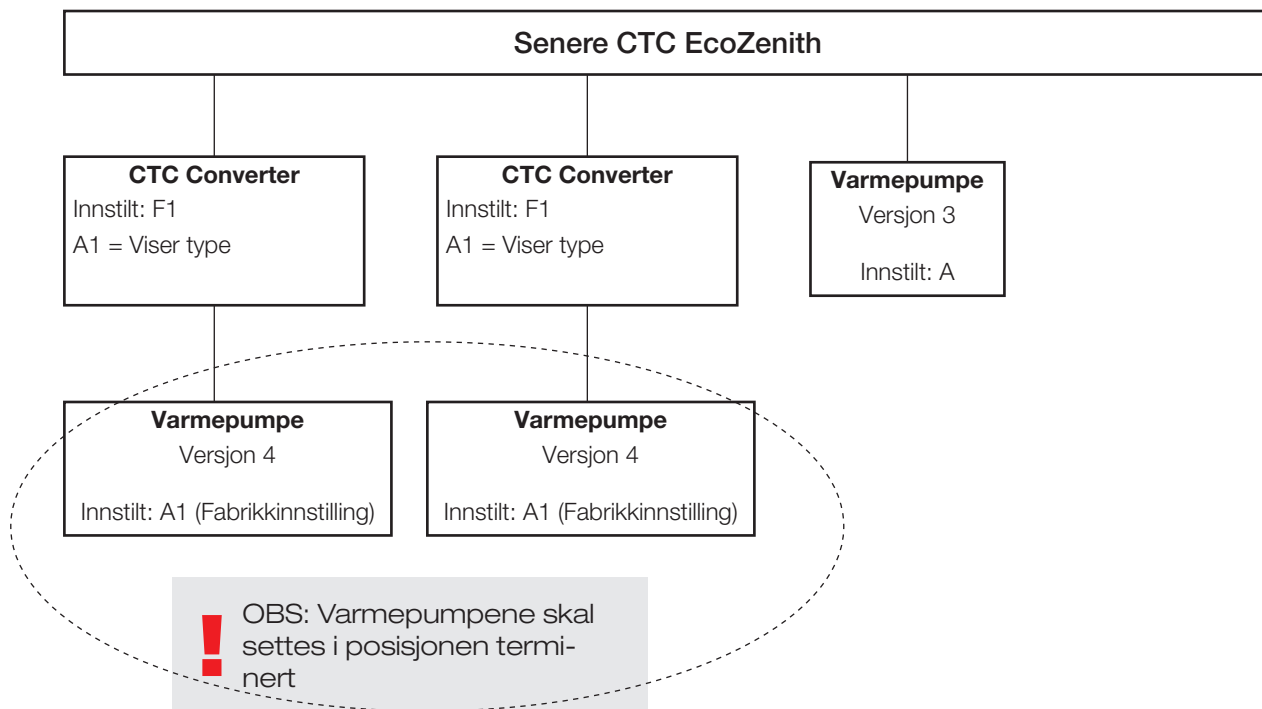 Senere CTC EcoZenith
CTC Converter
Innstilt: F1
A1 = Viser type
CTC Converter
Innstilt: F1
A1 = Viser type
Varmepumpe
Versjon 3
Innstilt: A
Varmepumpe
Versjon 4
Innstilt: A1 (Fabrikkinnstilling)
Varmepumpe
Versjon 4
Innstilt: A1 (Fabrikkinnstilling)
! OBS: Varmepumpene skal
settes i posisjonen termi-
nert